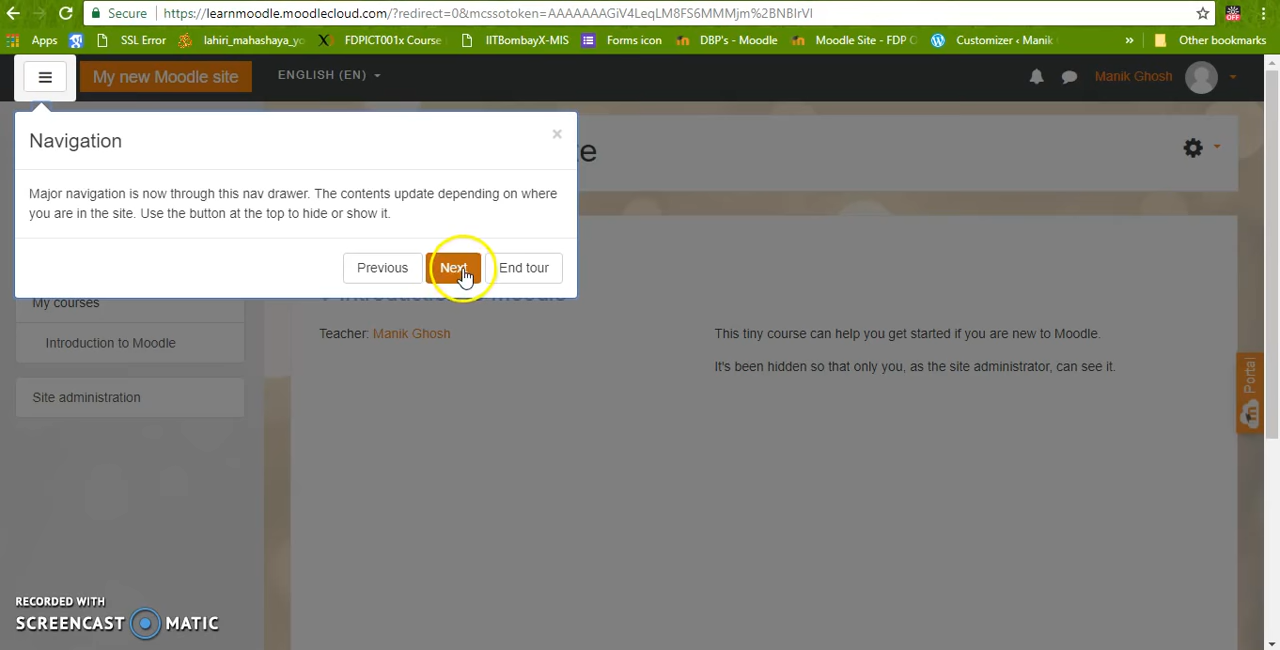 Secure https://learnmoodle.moodlecloud.com/?redirect=0&mcssotoken=AAAAAAAGiV4LeqLM8FS6MMMjm%2BNBIrVI OFF
Apps SSL Error lahiri_mahashaya_yo FDPICT001x Course IITBombayX-MIS Forms icon DBP's - Moodle Moodle Site - FDP Customizer ‹ Manik » Other bookmarks
My new Moodle site ENGLISH (EN) Manik Ghosh
Navigation ×
Major navigation is now through this nav drawer. The contents update depending on where
you are in the site. Use the button at the top to hide or show it.
Previous Next End tour
My courses
Introduction to Moodle
Site administration
Teacher: Manik Ghosh
This tiny course can help you get started if you are new to Moodle.
It's been hidden so that only you, as the site administrator, can see it.
Portal
RECORDED WITH
SCREENCAST MATIC